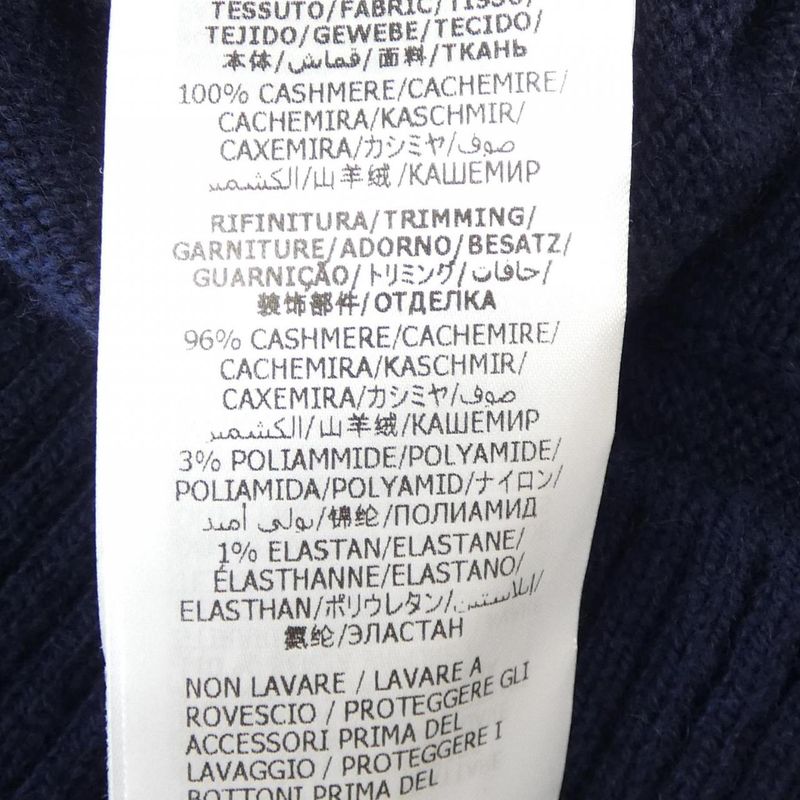 TESSUTO/FABRIC/TISSU/
TEJIDO/GEWEBE/TECIDO/
本体/قماش/面料/ТКАНЬ
100% CASHMERE/CACHEMIRE/
CACHEMIRA/KASCHMIR/
CAXEMIRA/カシミヤ/صوف
الكشمير/山羊绒/КАШЕМИР
RIFINITURA/TRIMMING/
GARNITURE/ADORNO/BESATZ/
GUARNIÇÃO/トリミング/حافات/
装饰部件/ОТДЕЛКА
96% CASHMERE/CACHEMIRE/
CACHEMIRA/KASCHMIR/
CAXEMIRA/カシミヤ/صوف
الكشمير/山羊绒/КАШЕМИР
3% POLIAMMIDE/POLYAMIDE/
POLIAMIDA/POLYAMID/ナイロン/
بولي أميد/锦纶/ПОЛИАМИД
1% ELASTAN/ELASTANE/
ÉLASTHANNE/ELASTANO/
ELASTHAN/ポリウレタン/إيلاستين/
氨纶/ЭЛАСТАН
NON LAVARE / LAVARE A
ROVESCIO / PROTEGGERE GLI
ACCESSORI PRIMA DEL
LAVAGGIO / PROTEGGERE I
BOTTONI PRIMA DEL